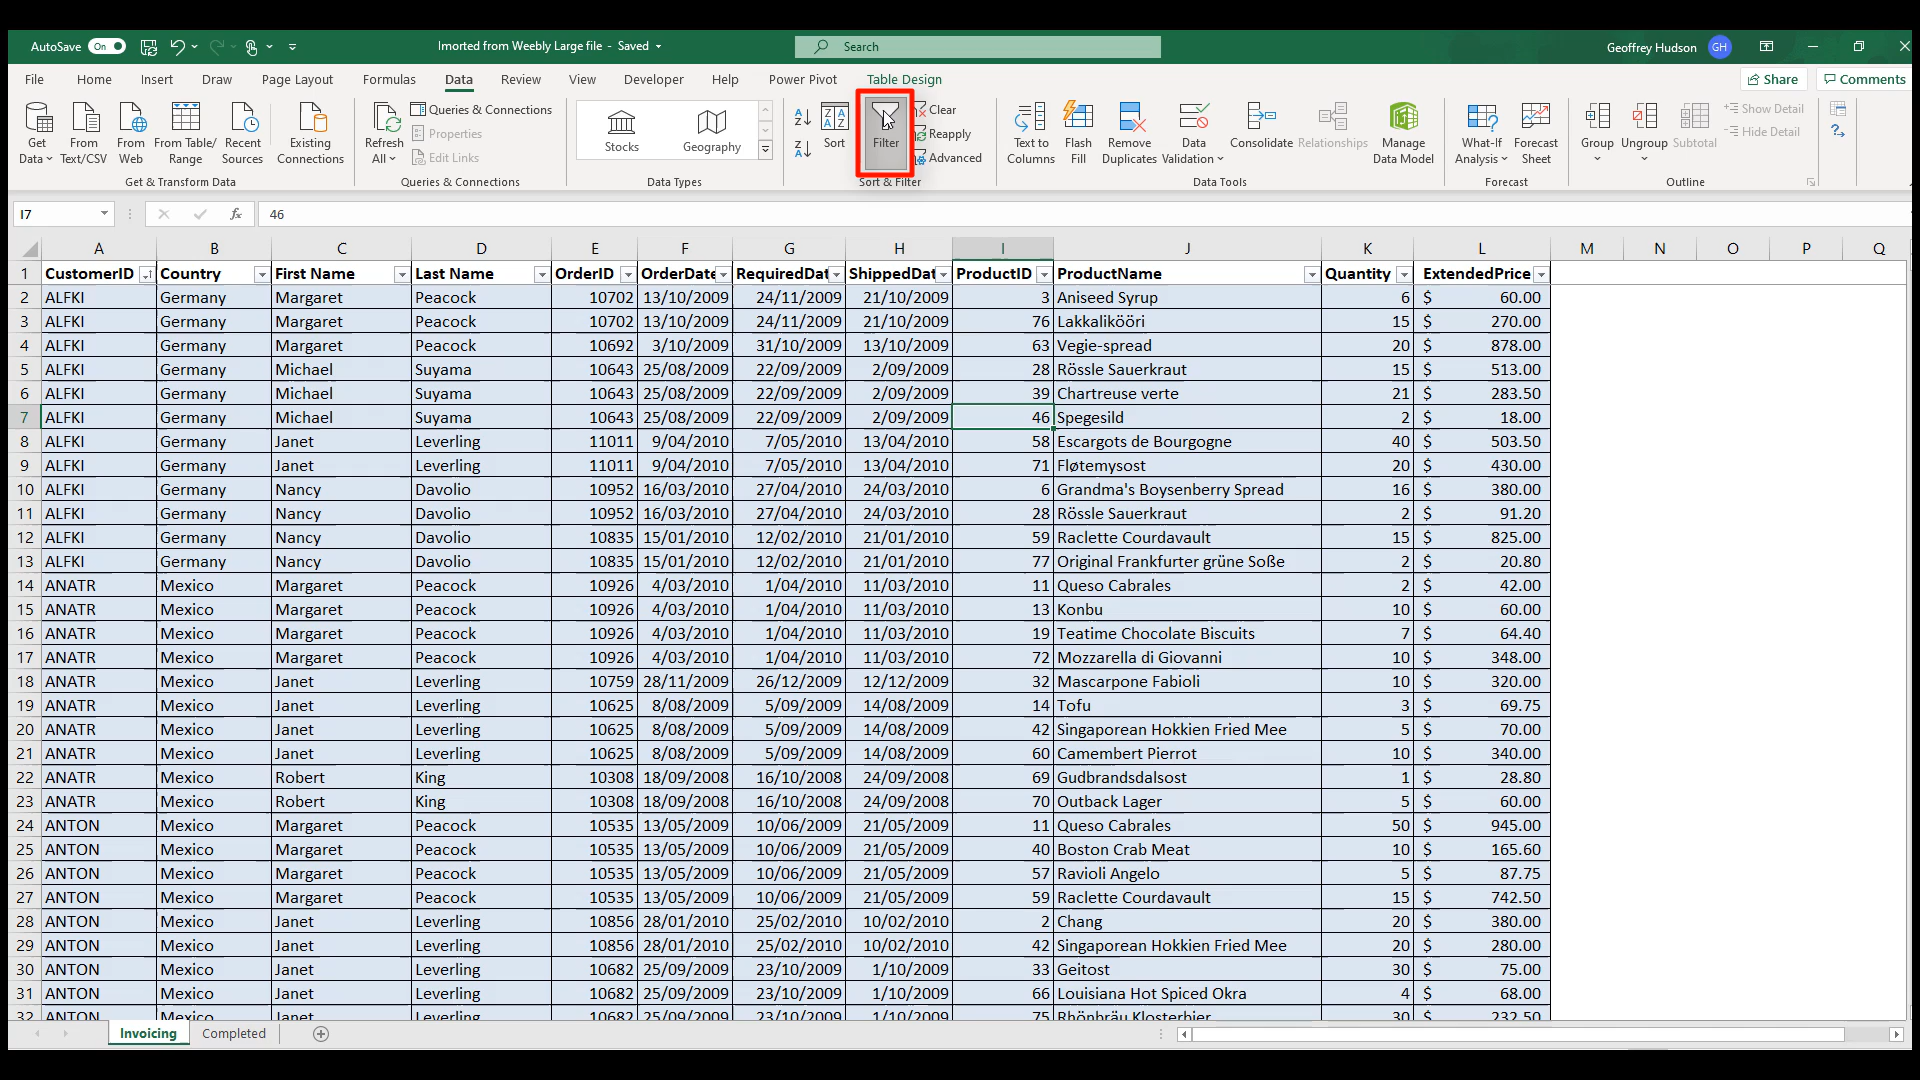 AutoSave On Imorted from Weebly Large file - Saved Search Geoffrey Hudson GH
File Home Insert Draw Page Layout Formulas Data Review View Developer Help Power Pivot Table Design Share Comments
Get Data From Text/CSV From Web From Table/ Range Recent Sources Existing Connections
Get & Transform Data
Refresh All Queries & Connections Properties Edit Links
Queries & Connections
Stocks Geography
Data Types
Sort Filter Clear Reapply Advanced
Sort & Filter
Text to Columns Flash Fill Remove Duplicates Data Validation Consolidate Relationships Manage Data Model
Data Tools
What-If Analysis Forecast Sheet
Forecast
Group Ungroup Subtotal Show Detail Hide Detail
Outline
I7 fx 46
A B C D E F G H I J K L M N O P Q
1 CustomerID Country First Name Last Name OrderID OrderDate RequiredDat ShippedDat ProductID ProductName Quantity ExtendedPrice
2 ALFKI Germany Margaret Peacock 10702 13/10/2009 24/11/2009 21/10/2009 3 Aniseed Syrup 6 $ 60.00
3 ALFKI Germany Margaret Peacock 10702 13/10/2009 24/11/2009 21/10/2009 76 Lakkalikööri 15 $ 270.00
4 ALFKI Germany Margaret Peacock 10692 3/10/2009 31/10/2009 13/10/2009 63 Vegie-spread 20 $ 878.00
5 ALFKI Germany Michael Suyama 10643 25/08/2009 22/09/2009 2/09/2009 28 Rössle Sauerkraut 15 $ 513.00
6 ALFKI Germany Michael Suyama 10643 25/08/2009 22/09/2009 2/09/2009 39 Chartreuse verte 21 $ 283.50
7 ALFKI Germany Michael Suyama 10643 25/08/2009 22/09/2009 2/09/2009 46 Spegesild 2 $ 18.00
8 ALFKI Germany Janet Leverling 11011 9/04/2010 7/05/2010 13/04/2010 58 Escargots de Bourgogne 40 $ 503.50
9 ALFKI Germany Janet Leverling 11011 9/04/2010 7/05/2010 13/04/2010 71 Fløtemysost 20 $ 430.00
10 ALFKI Germany Nancy Davolio 10952 16/03/2010 27/04/2010 24/03/2010 6 Grandma's Boysenberry Spread 16 $ 380.00
11 ALFKI Germany Nancy Davolio 10952 16/03/2010 27/04/2010 24/03/2010 28 Rössle Sauerkraut 2 $ 91.20
12 ALFKI Germany Nancy Davolio 10835 15/01/2010 12/02/2010 21/01/2010 59 Raclette Courdavault 15 $ 825.00
13 ALFKI Germany Nancy Davolio 10835 15/01/2010 12/02/2010 21/01/2010 77 Original Frankfurter grüne Soße 2 $ 20.80
14 ANATR Mexico Margaret Peacock 10926 4/03/2010 1/04/2010 11/03/2010 11 Queso Cabrales 2 $ 42.00
15 ANATR Mexico Margaret Peacock 10926 4/03/2010 1/04/2010 11/03/2010 13 Konbu 10 $ 60.00
16 ANATR Mexico Margaret Peacock 10926 4/03/2010 1/04/2010 11/03/2010 19 Teatime Chocolate Biscuits 7 $ 64.40
17 ANATR Mexico Margaret Peacock 10926 4/03/2010 1/04/2010 11/03/2010 72 Mozzarella di Giovanni 10 $ 348.00
18 ANATR Mexico Janet Leverling 10759 28/11/2009 26/12/2009 12/12/2009 32 Mascarpone Fabioli 10 $ 320.00
19 ANATR Mexico Janet Leverling 10625 8/08/2009 5/09/2009 14/08/2009 14 Tofu 3 $ 69.75
20 ANATR Mexico Janet Leverling 10625 8/08/2009 5/09/2009 14/08/2009 42 Singaporean Hokkien Fried Mee 5 $ 70.00
21 ANATR Mexico Janet Leverling 10625 8/08/2009 5/09/2009 14/08/2009 60 Camembert Pierrot 10 $ 340.00
22 ANATR Mexico Robert King 10308 18/09/2008 16/10/2008 24/09/2008 69 Gudbrandsdalsost 1 $ 28.80
23 ANATR Mexico Robert King 10308 18/09/2008 16/10/2008 24/09/2008 70 Outback Lager 5 $ 60.00
24 ANTON Mexico Margaret Peacock 10535 13/05/2009 10/06/2009 21/05/2009 11 Queso Cabrales 50 $ 945.00
25 ANTON Mexico Margaret Peacock 10535 13/05/2009 10/06/2009 21/05/2009 40 Boston Crab Meat 10 $ 165.60
26 ANTON Mexico Margaret Peacock 10535 13/05/2009 10/06/2009 21/05/2009 57 Ravioli Angelo 5 $ 87.75
27 ANTON Mexico Margaret Peacock 10535 13/05/2009 10/06/2009 21/05/2009 59 Raclette Courdavault 15 $ 742.50
28 ANTON Mexico Janet Leverling 10856 28/01/2010 25/02/2010 10/02/2010 2 Chang 20 $ 380.00
29 ANTON Mexico Janet Leverling 10856 28/01/2010 25/02/2010 10/02/2010 42 Singaporean Hokkien Fried Mee 20 $ 280.00
30 ANTON Mexico Janet Leverling 10682 25/09/2009 23/10/2009 1/10/2009 33 Geitost 30 $ 75.00
31 ANTON Mexico Janet Leverling 10682 25/09/2009 23/10/2009 1/10/2009 66 Louisiana Hot Spiced Okra 4 $ 68.00
32 ANTON Mexico Janet Leverling 10682 25/09/2009 23/10/2009 1/10/2009 75 Rhönbräu Klosterbier 30 $ 232.50
Invoicing Completed